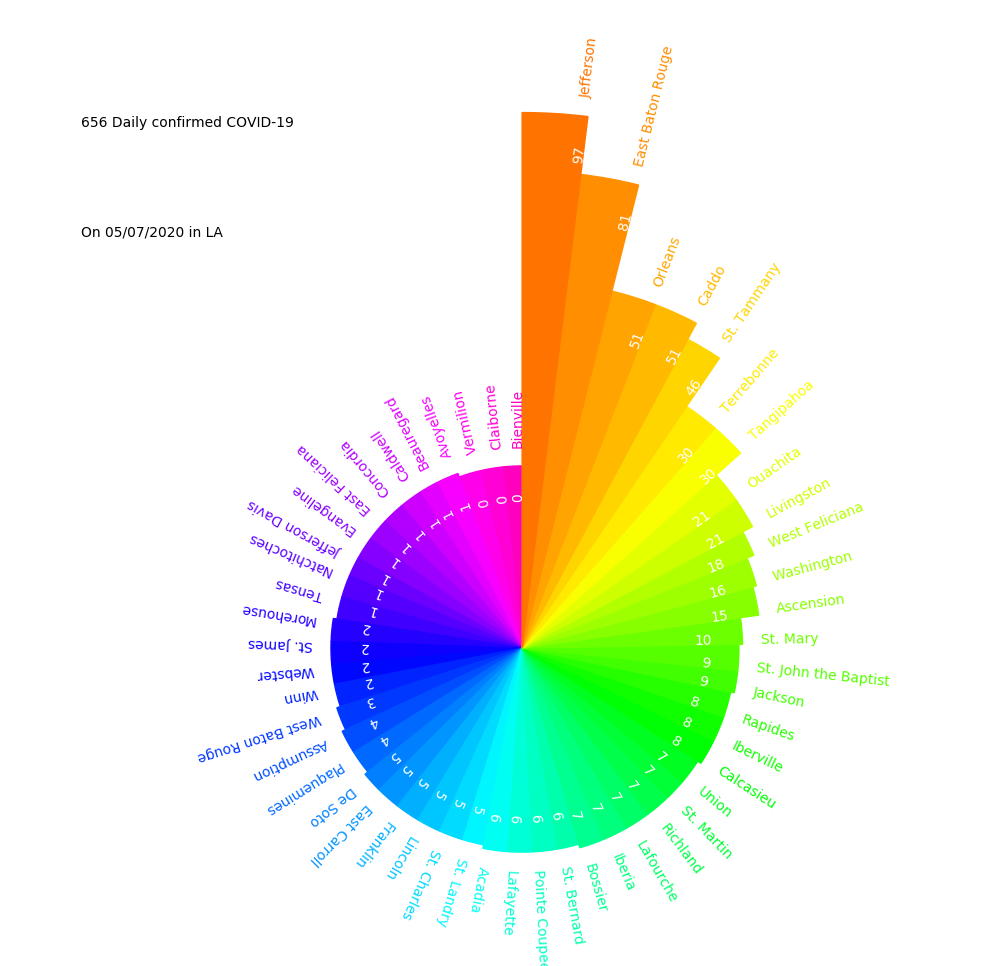 656 Daily confirmed COVID-19
On 05/07/2020 in LA
Jefferson
97
East Baton Rouge
81
Orleans
51
Caddo
51
St. Tammany
46
Terrebonne
30
Tangipahoa
30
Ouachita
21
Livingston
21
West Feliciana
18
Washington
16
Ascension
15
St. Mary
10
St. John the Baptist
9
Jackson
9
Rapides
8
Iberville
8
Calcasieu
8
Union
7
St. Martin
7
Richland
7
Lafourche
7
Iberia
7
Bossier
7
St. Bernard
6
Pointe Coupee
6
Lafayette
6
Acadia
6
St. Landry
5
St. Charles
5
Lincoln
5
Franklin
5
East Carroll
5
De Soto
5
Plaquemines
4
Assumption
4
West Baton Rouge
3
Winn
2
Webster
2
St. James
2
Morehouse
2
Tensas
1
Natchitoches
1
Jefferson Davis
1
Evangeline
1
East Feliciana
1
Concordia
1
Caldwell
1
Beauregard
1
Avoyelles
1
Vermilion
0
Claiborne
0
Bienville
0